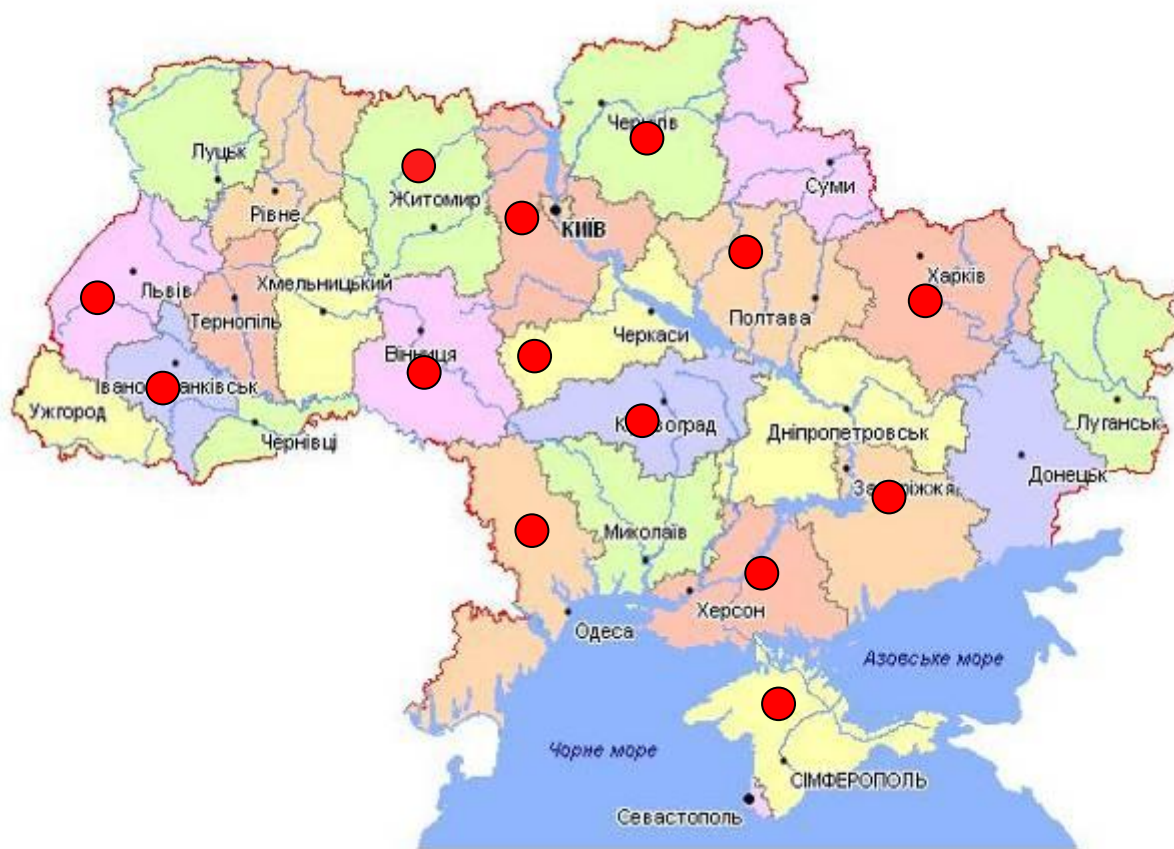 Чернігів
Луцьк
Суми
Рівне
Житомир
КИЇВ
Львів
Хмельницький
Харків
Тернопіль
Полтава
Черкаси
Вінниця
Ужгород
Чернівці
Дніпропетровськ
Луганськ
Донецьк
Миколаїв
Херсон
Одеса
Азовське море
Чорне море
СІМФЕРОПОЛЬ
Севастополь